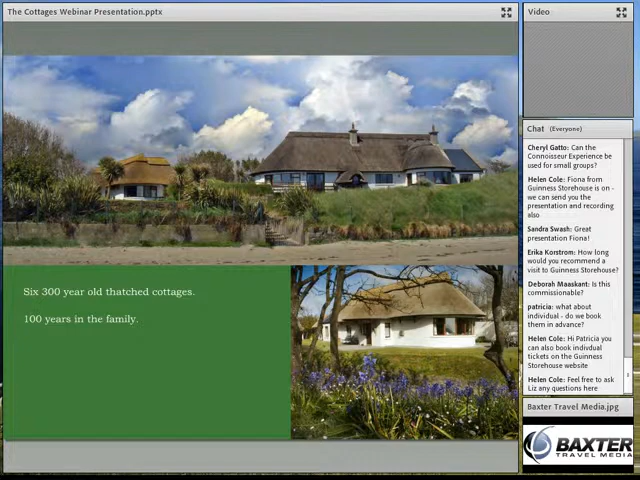 The Cottages Webinar Presentation.pptx
Six 300 year old thatched cottages.
100 years in the family.
Video
Chat (Everyone)
Cheryl Gatto: Can the
Connoisseur Experience be
used for small groups?
Helen Cole: Fiona from
Guinness Storehouse is on -
we can send you the
presentation and recording
also
Sandra Swash: Great
presentation Fiona!
Erika Korstrom: How long
would you recommend a
visit to Guinness Storehouse?
Deborah Maaskant: Is this
commissionable?
patricia: what about
individual - do we book
them in advance?
Helen Cole: Hi Patricia you
can also book indivdual
tickets on the Guinness
Storehouse website
Helen Cole: Feel free to ask
Liz any questions here
Baxter Travel Media.jpg
BAXTER
TRAVEL MEDIA